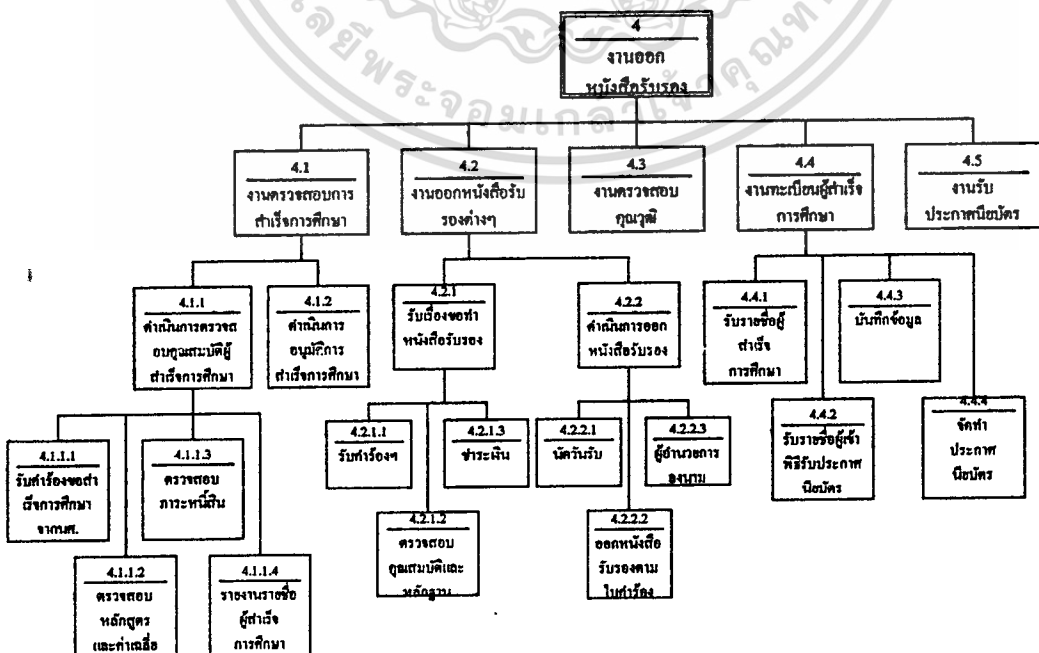 4
งานออก
หนังสือรับรอง
พระจอมเกล้าเจ้าคุณท
4.1
งานตรวจสอบการ
สำเร็จการศึกษา
4.2
งานออกหนังสือรับ
รองต่างๆ
4.3
งานตรวจสอบ
คุณวุฒิ
4.4
งานทะเบียนผู้สำเร็จ
การศึกษา
4.5
งานรับ
ประกาศนียบัตร
4.1.1
ดำเนินการตรวจส
อบคุณสมบัติผู้
สำเร็จการศึกษา
4.1.2
ดำเนินการ
อนุมัติการ
สำเร็จการศึกษา
4.2.1
รับเรื่องขอทำ
หนังสือรับรอง
4.2.2
ดำเนินการออก
หนังสือรับรอง
4.4.1
รับรายชื่อผู้
สำเร็จ
การศึกษา
4.4.3
บันทึกข้อมูล
4.1.1.1
รับคำร้องขอสำ
เร็จการศึกษา
จากนศ.
4.1.1.3
ตรวจสอบ
ภาระหนี้สิน
4.2.1.1
รับคำร้องฯ
4.2.1.3
ชำระเงิน
4.2.2.1
นัดวันรับ
4.2.2.3
ผู้อำนวยการ
ลงนาม
4.4.2
รับรายชื่อผู้เข้า
พิธีรับประกาศ
นียบัตร
4.4.4
จัดทำ
ประกาศ
นียบัตร
4.1.1.2
ตรวจสอบ
หลักสูตร
และค่าเฉลี่ย
4.1.1.4
รายงานรายชื่อ
ผู้สำเร็จ
การศึกษา
4.2.1.2
ตรวจสอบ
คุณสมบัติและ
หลักฐาน
4.2.2.2
ออกหนังสือ
รับรองตาม
ใบคำร้อง